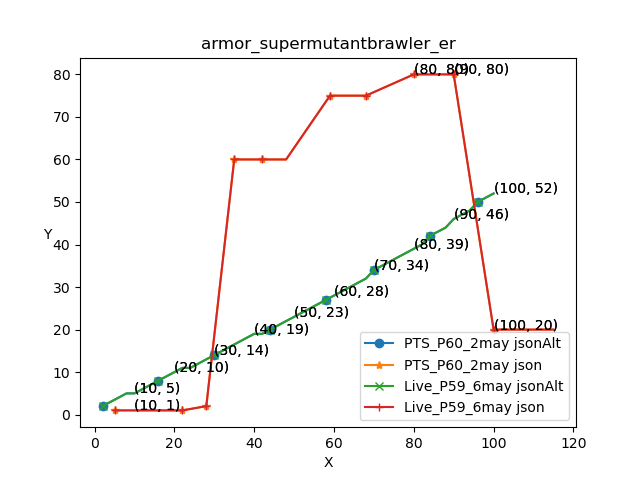 armor_supermutantbrawler_er
Y
80
70
60
50
40
30
20
10
0
(80, 80)
(90, 80)
(100, 52)
(90, 46)
(80, 39)
(70, 34)
(60, 28)
(50, 23)
(40, 19)
(100, 20)
(30, 14)
(20, 10)
(10, 5)
(10, 1)
PTS_P60_2may jsonAlt
PTS_P60_2may json
Live_P59_6may jsonAlt
Live_P59_6may json
0 20 40 60 80 100 120
X